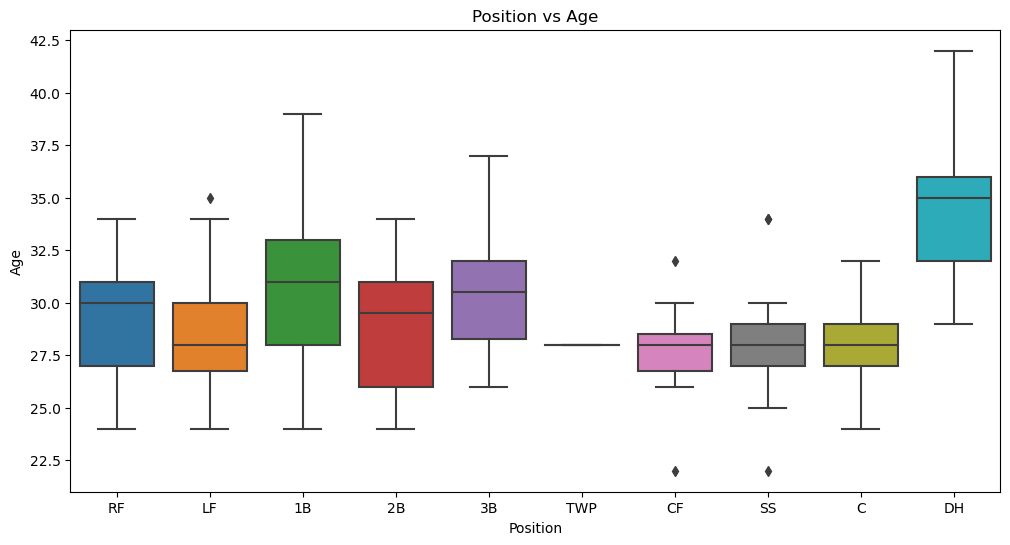 Position vs Age
42.5
40.0
37.5
35.0
32.5
30.0
27.5
25.0
22.5
Age
RF LF 1B 2B 3B TWP CF SS C DH
Position